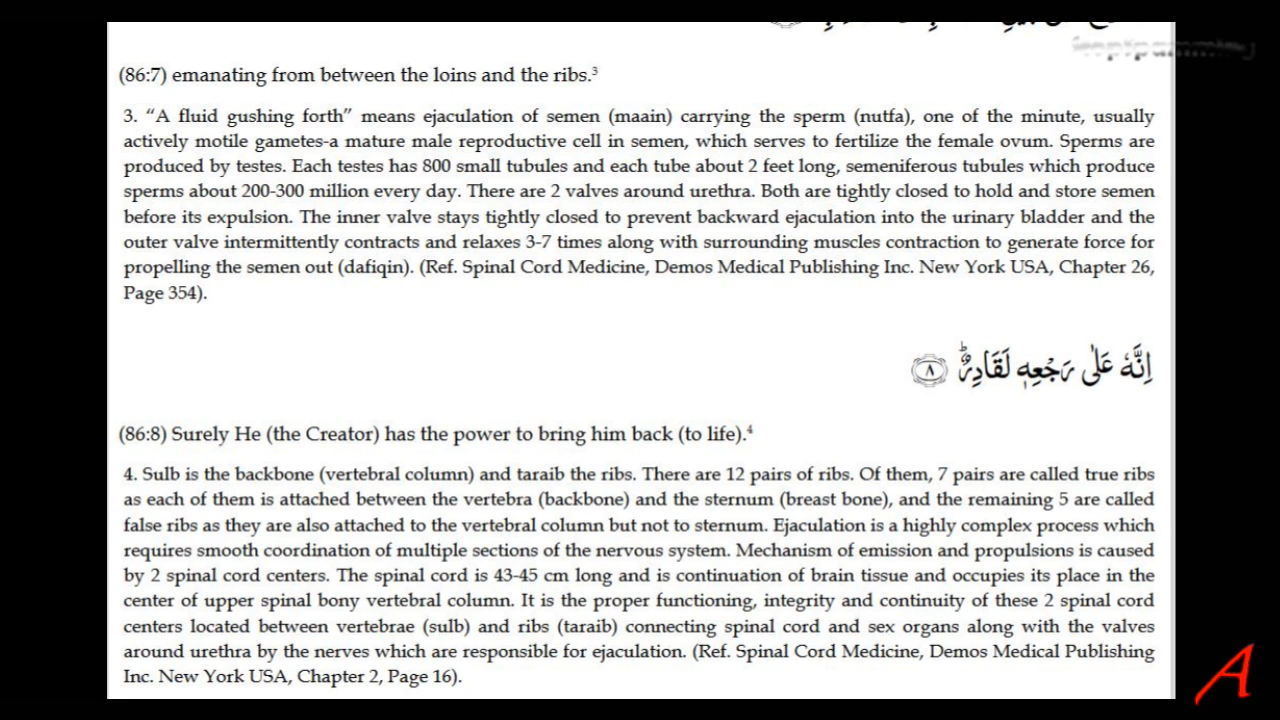 (86:7) emanating from between the loins and the ribs.³
3. “A fluid gushing forth” means ejaculation of semen (maain) carrying the sperm (nutfa), one of the minute, usually
actively motile gametes-a mature male reproductive cell in semen, which serves to fertilize the female ovum. Sperms are
produced by testes. Each testes has 800 small tubules and each tube about 2 feet long, semeniferous tubules which produce
sperms about 200-300 million every day. There are 2 valves around urethra. Both are tightly closed to hold and store semen
before its expulsion. The inner valve stays tightly closed to prevent backward ejaculation into the urinary bladder and the
outer valve intermittently contracts and relaxes 3-7 times along with surrounding muscles contraction to generate force for
propelling the semen out (dafiqin). (Ref. Spinal Cord Medicine, Demos Medical Publishing Inc. New York USA, Chapter 26,
Page 354).
اِنَّهٗ عَلٰى رَجْعِهٖ لَقَادِرٌؕ ۸
(86:8) Surely He (the Creator) has the power to bring him back (to life).⁴
4. Sulb is the backbone (vertebral column) and taraib the ribs. There are 12 pairs of ribs. Of them, 7 pairs are called true ribs
as each of them is attached between the vertebra (backbone) and the sternum (breast bone), and the remaining 5 are called
false ribs as they are also attached to the vertebral column but not to sternum. Ejaculation is a highly complex process which
requires smooth coordination of multiple sections of the nervous system. Mechanism of emission and propulsions is caused
by 2 spinal cord centers. The spinal cord is 43-45 cm long and is continuation of brain tissue and occupies its place in the
center of upper spinal bony vertebral column. It is the proper functioning, integrity and continuity of these 2 spinal cord
centers located between vertebrae (sulb) and ribs (taraib) connecting spinal cord and sex organs along with the valves
around urethra by the nerves which are responsible for ejaculation. (Ref. Spinal Cord Medicine, Demos Medical Publishing
Inc. New York USA, Chapter 2, Page 16).
A